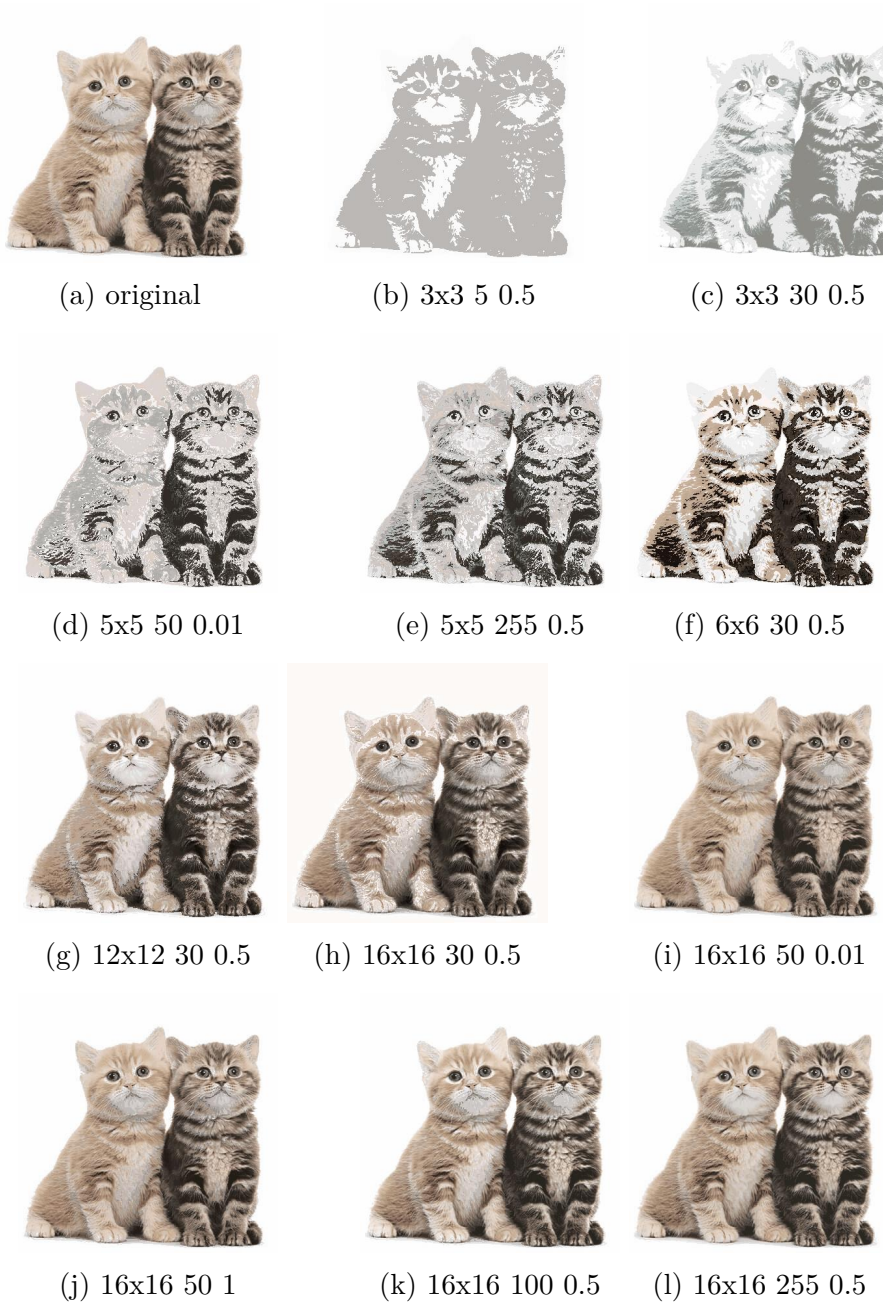 (a) original
(b) 3x3 5 0.5
(c) 3x3 30 0.5
(d) 5x5 50 0.01
(e) 5x5 255 0.5
(f) 6x6 30 0.5
(g) 12x12 30 0.5
(h) 16x16 30 0.5
(i) 16x16 50 0.01
(j) 16x16 50 1
(k) 16x16 100 0.5
(l) 16x16 255 0.5